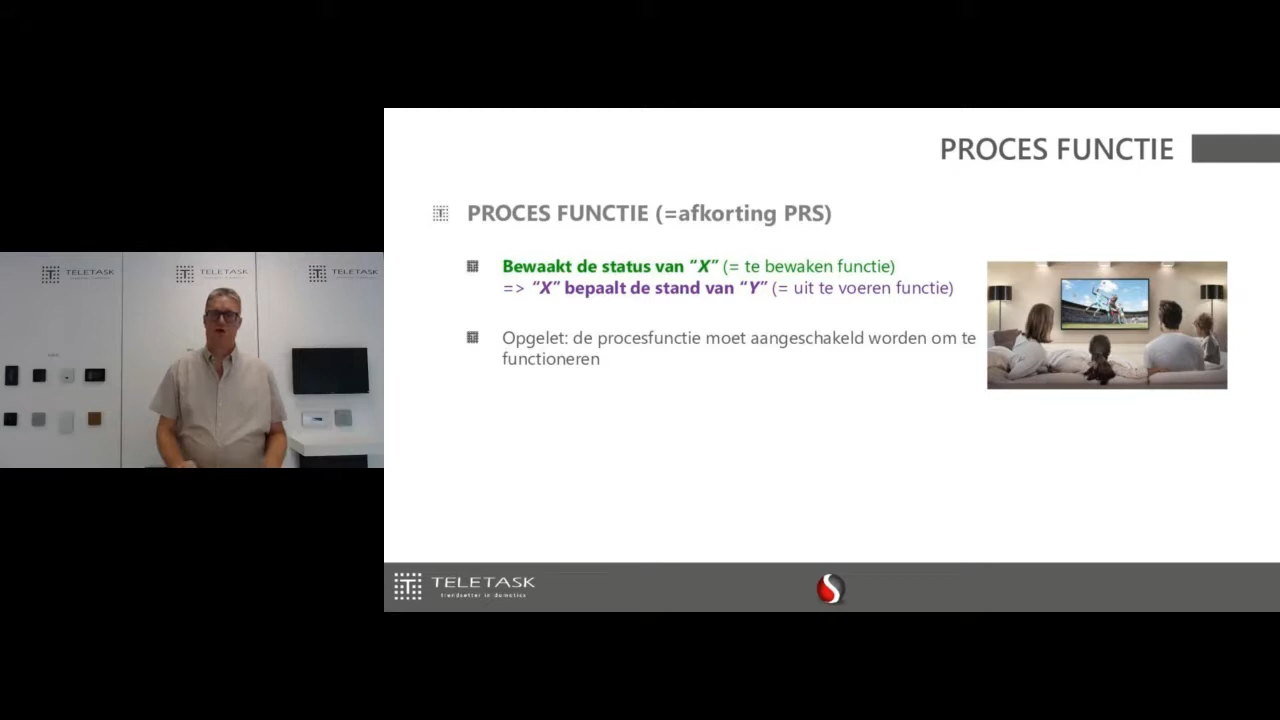 PROCES FUNCTIE
PROCES FUNCTIE (=afkorting PRS)
Bewaakt de status van “X” (= te bewaken functie)
=> “X” bepaalt de stand van “Y” (= uit te voeren functie)
Opgelet: de procesfunctie moet aangeschakeld worden om te
functioneren
TELETASK
TELETASK
TELETASK
TELETASK
trendsetter in domotics